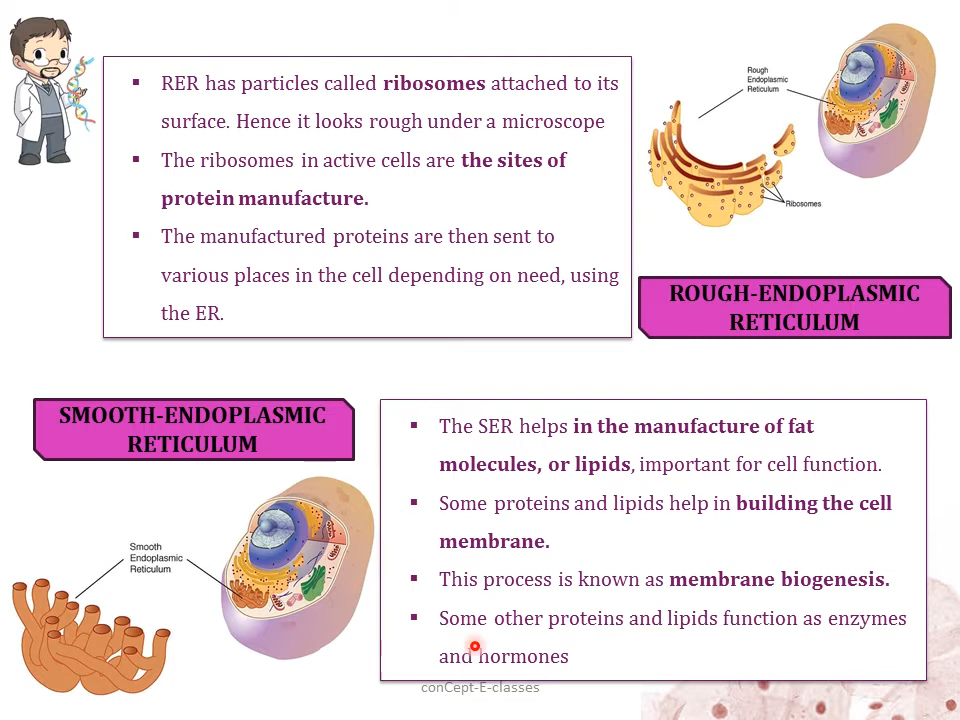 ▪ RER has particles called ribosomes attached to its
surface. Hence it looks rough under a microscope
▪ The ribosomes in active cells are the sites of
protein manufacture.
▪ The manufactured proteins are then sent to
various places in the cell depending on need, using
the ER.
Rough
Endoplasmic
Reticulum
Ribosomes
ROUGH-ENDOPLASMIC
RETICULUM
SMOOTH-ENDOPLASMIC
RETICULUM
Smooth
Endoplasmic
Reticulum
▪ The SER helps in the manufacture of fat
molecules, or lipids, important for cell function.
▪ Some proteins and lipids help in building the cell
membrane.
▪ This process is known as membrane biogenesis.
▪ Some other proteins and lipids function as enzymes
and hormones
conCept-E-classes